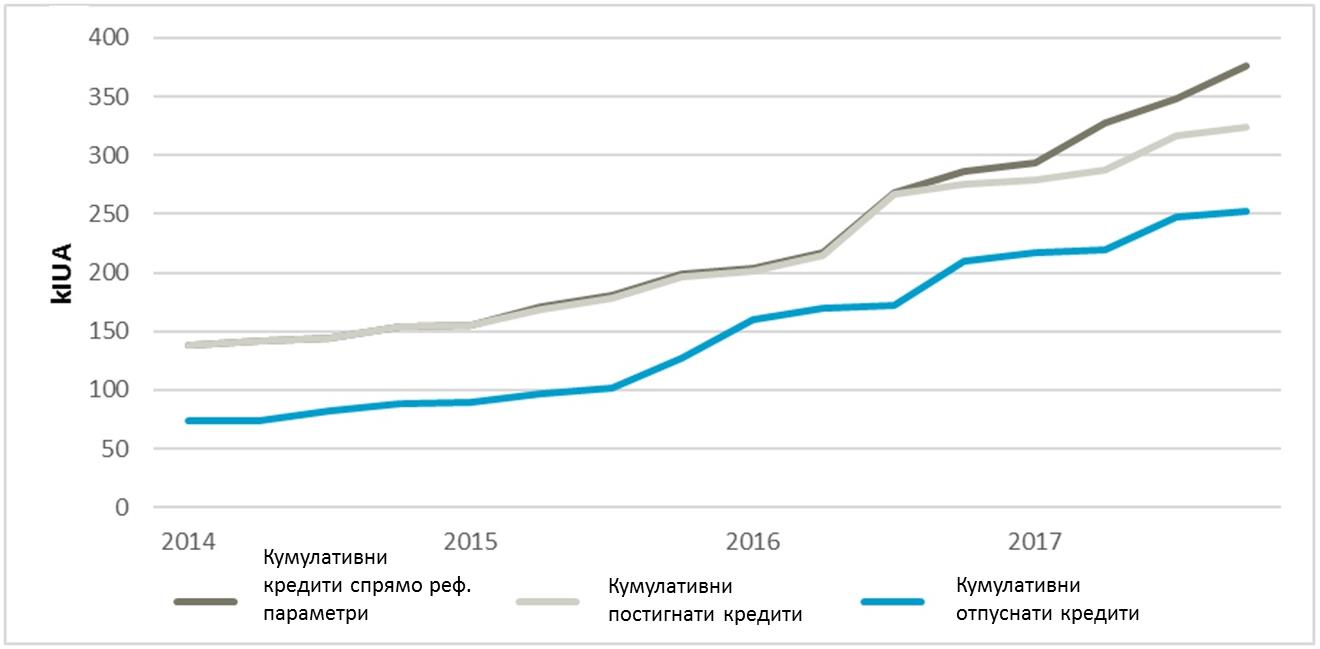 400
350
300
250
200
150
100
50
0
kIUA
2014 2015 2016 2017
Кумулативни
кредити спрямо реф.
параметри
Кумулативни
постигнати кредити
Кумулативни
отпуснати кредити